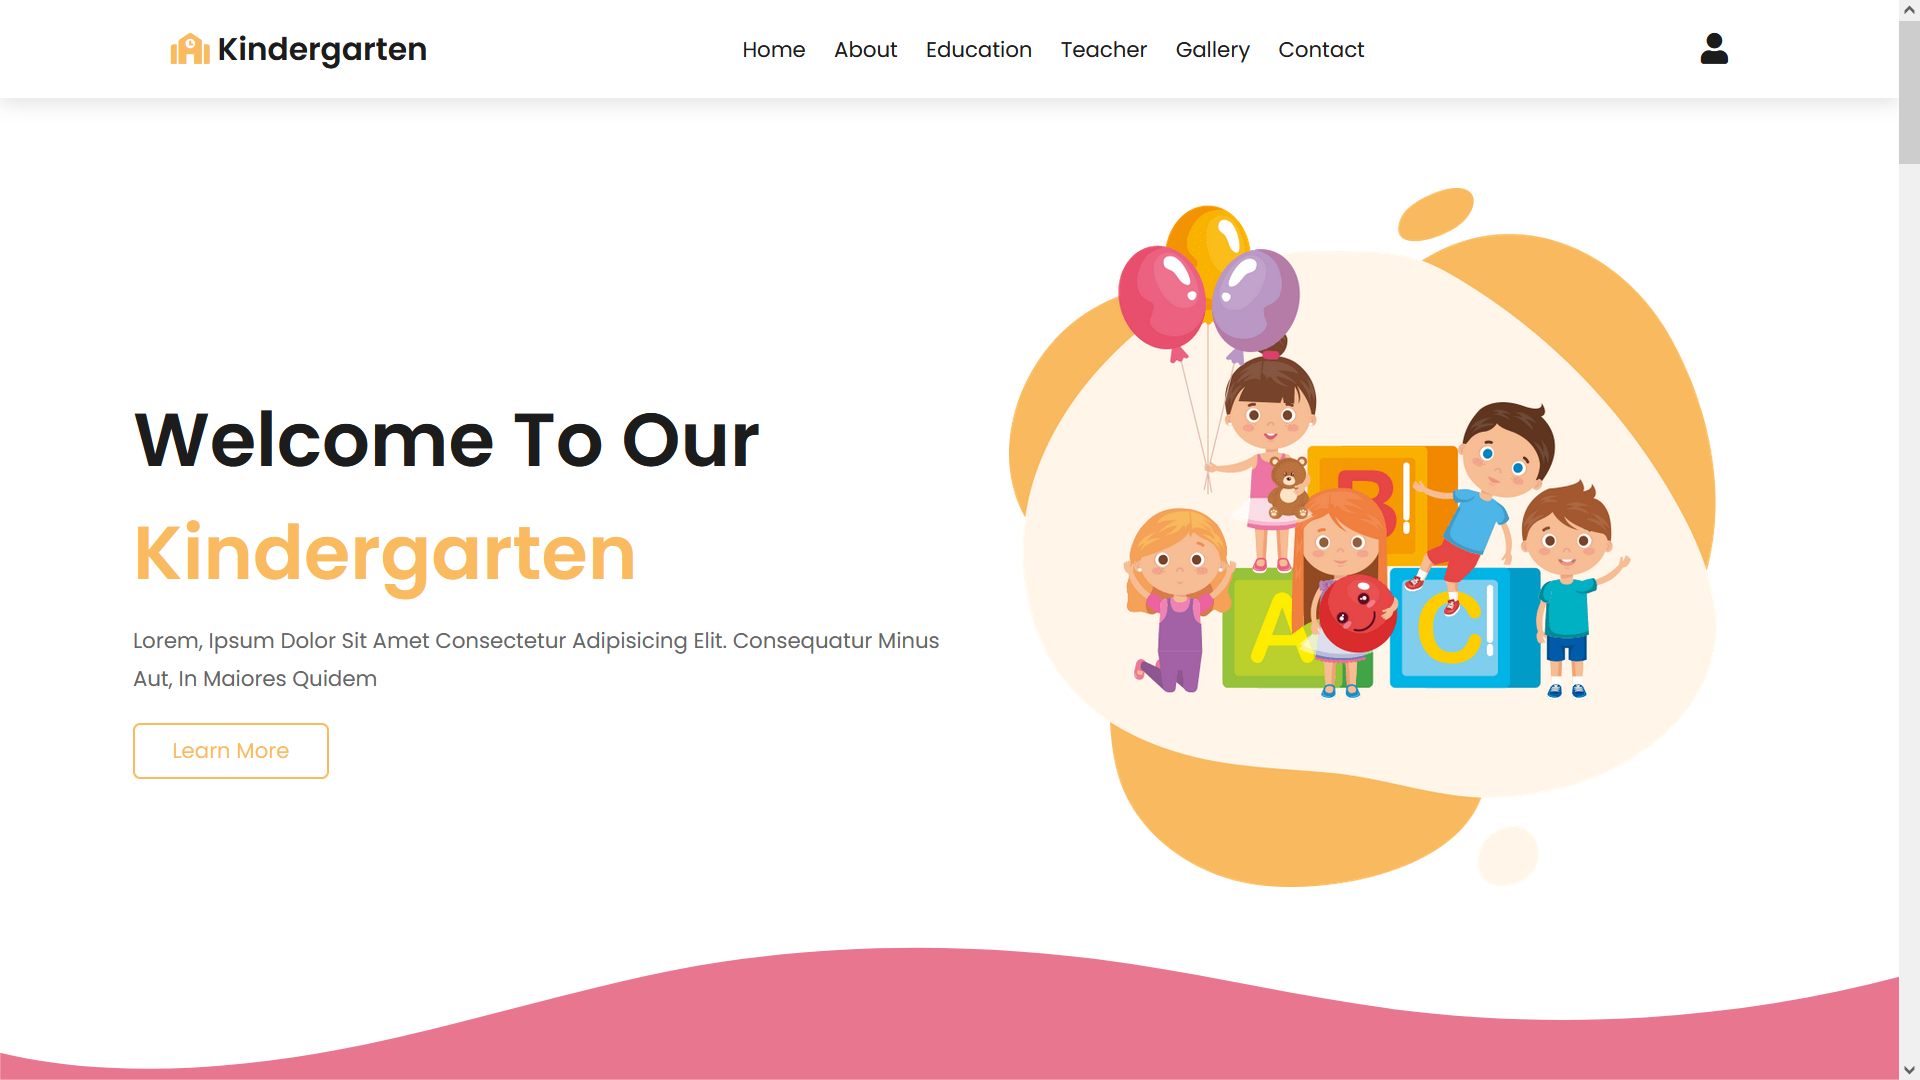 Kindergarten
Home About Education Teacher Gallery Contact
Welcome To Our
Kindergarten
Lorem, Ipsum Dolor Sit Amet Consectetur Adipisicing Elit. Consequatur Minus
Aut, In Maiores Quidem
Learn More
B
A
C